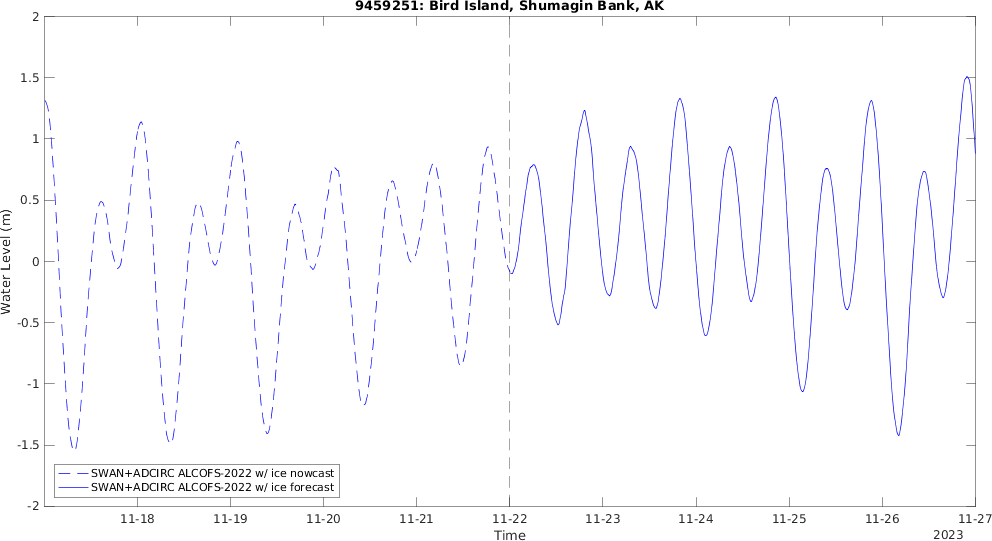 9459251: Bird Island, Shumagin Bank, AK
2
1.5
1
0.5
0
-0.5
-1
-1.5
-2
Water Level (m)
SWAN+ADCIRC ALCOFS-2022 w/ ice nowcast
SWAN+ADCIRC ALCOFS-2022 w/ ice forecast
11-18 11-19 11-20 11-21 11-22 11-23 11-24 11-25 11-26 11-27
Time
2023